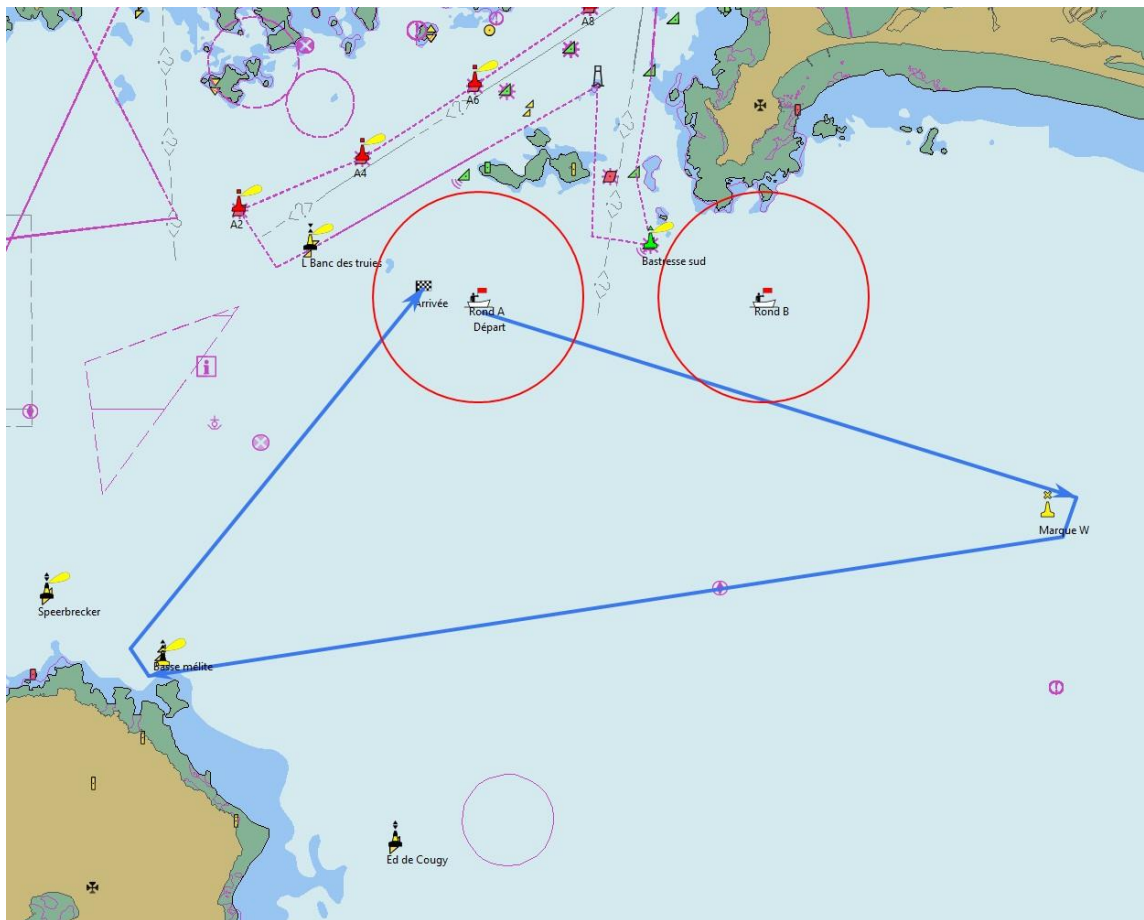 A8
A6
A4
A2
L Banc des truies
Bastresse sud
Arrivée
Rond A
Départ
Rond B
i
Marque W
Speerbrecker
Basse mélite
Ed de Cougy